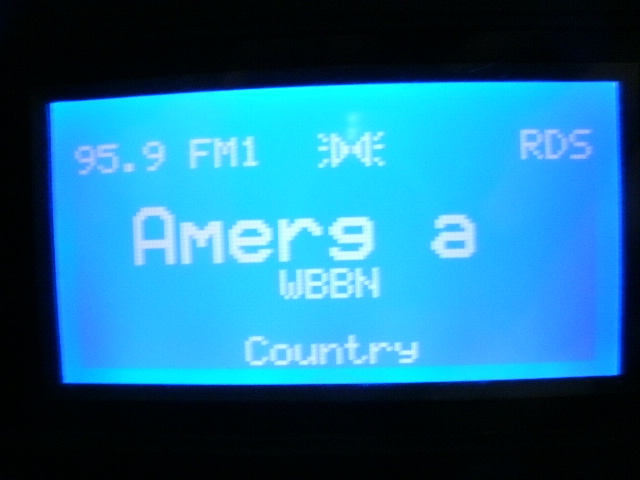 95.9 FM1 RDS
Amerg a
WBBN
Country